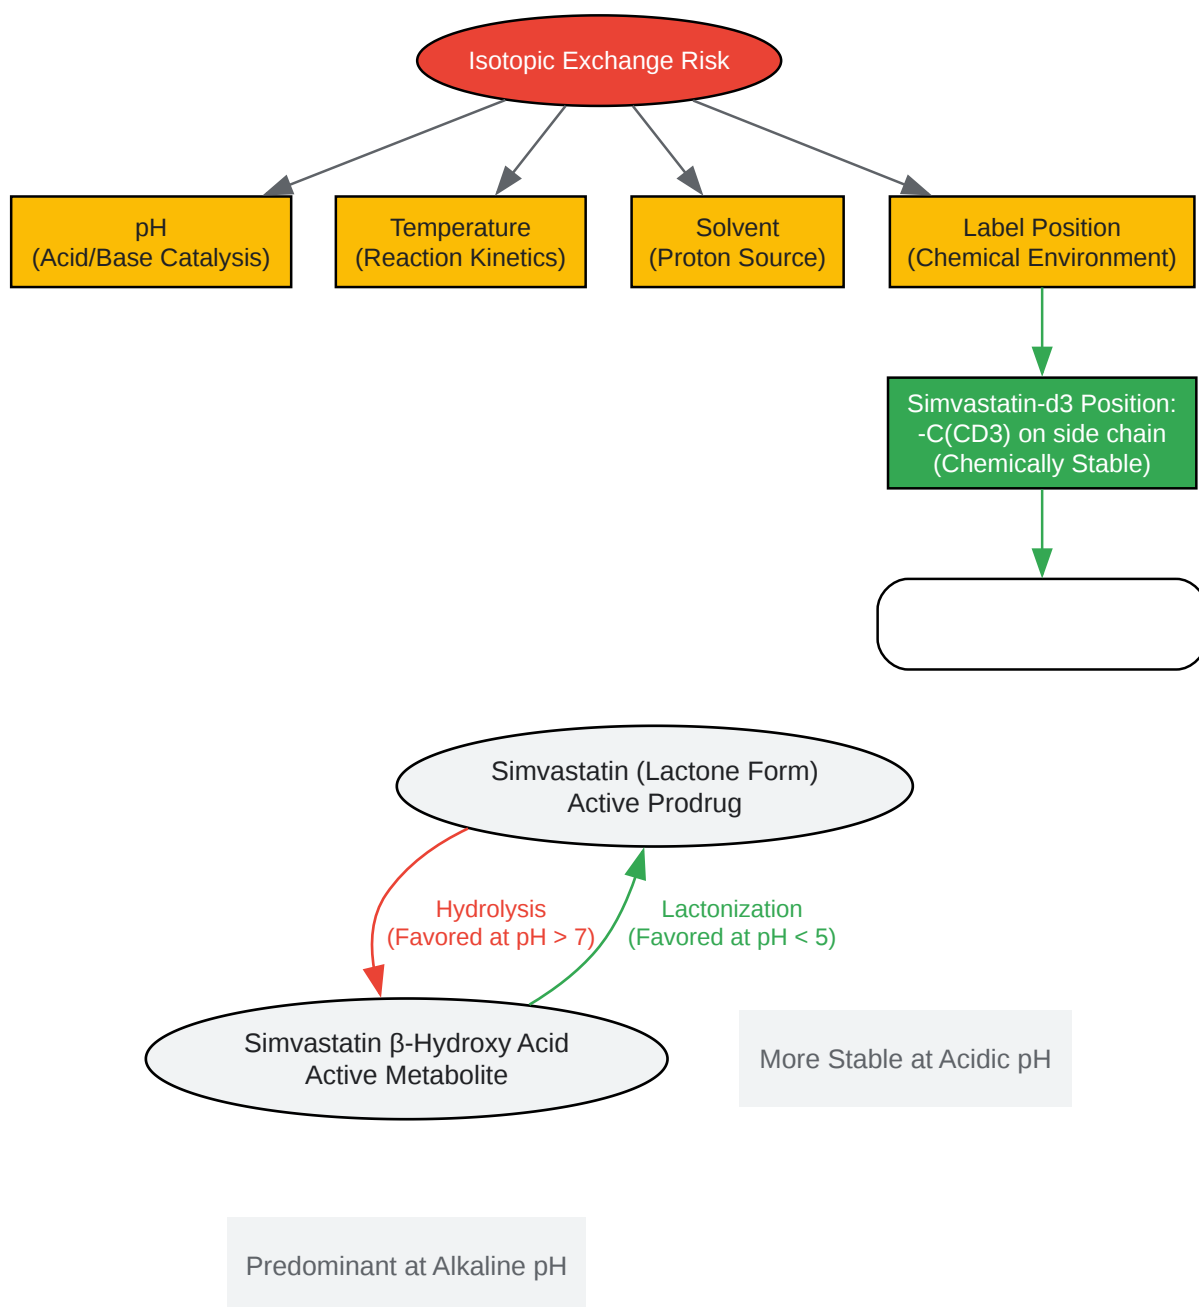 Isotopic Exchange Risk
pH
(Acid/Base Catalysis)
Temperature
(Reaction Kinetics)
Solvent
(Proton Source)
Label Position
(Chemical Environment)
Simvastatin-d3 Position:
-C(CD3) on side chain
(Chemically Stable)
Simvastatin (Lactone Form)
Active Prodrug
Hydrolysis
(Favored at pH > 7)
Lactonization
(Favored at pH < 5)
Simvastatin β-Hydroxy Acid
Active Metabolite
More Stable at Acidic pH
Predominant at Alkaline pH